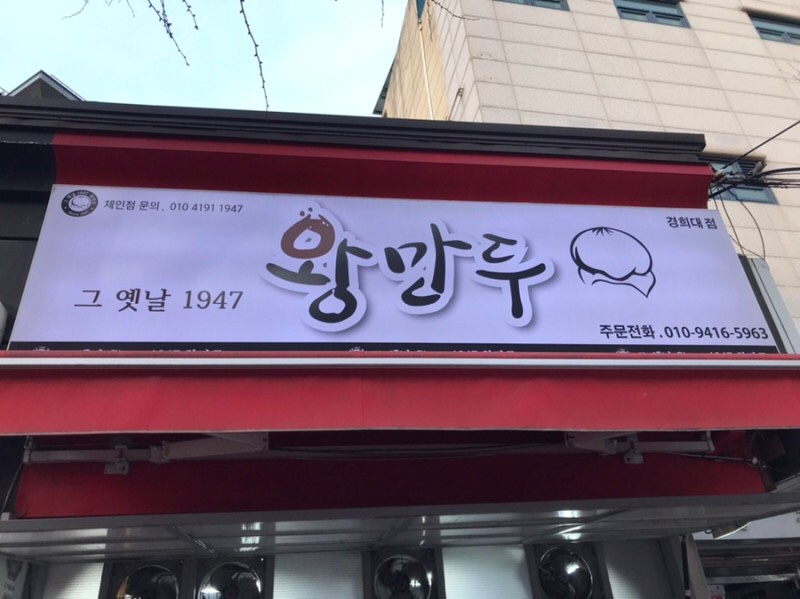 체인점 문의. 010 4191 1947
경희대점
왕만두
그 옛날 1947
주문전화.010-9416-5963